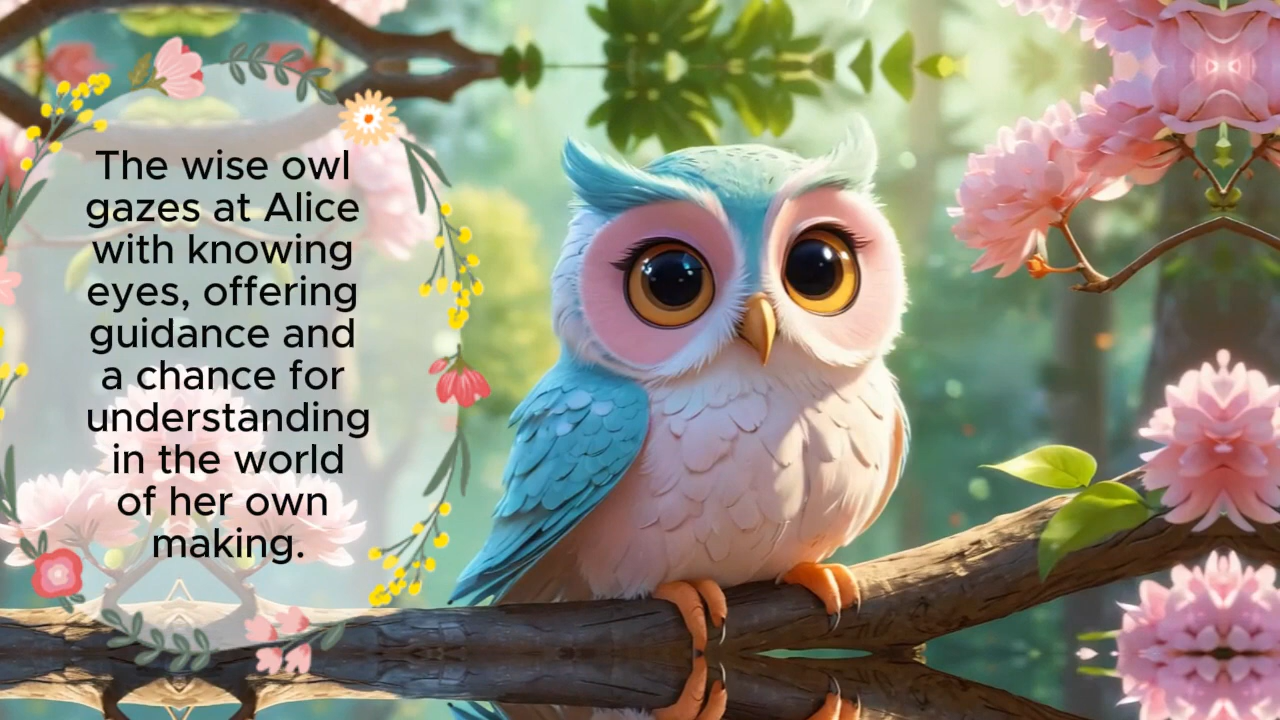 The wise owl
gazes at Alice
with knowing
eyes, offering
guidance and
a chance for
understanding
in the world
of her own
making.